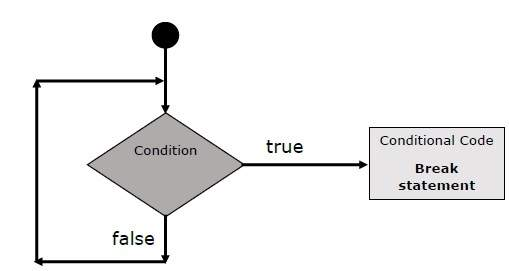 Condition
true
Conditional Code
Break
statement
false